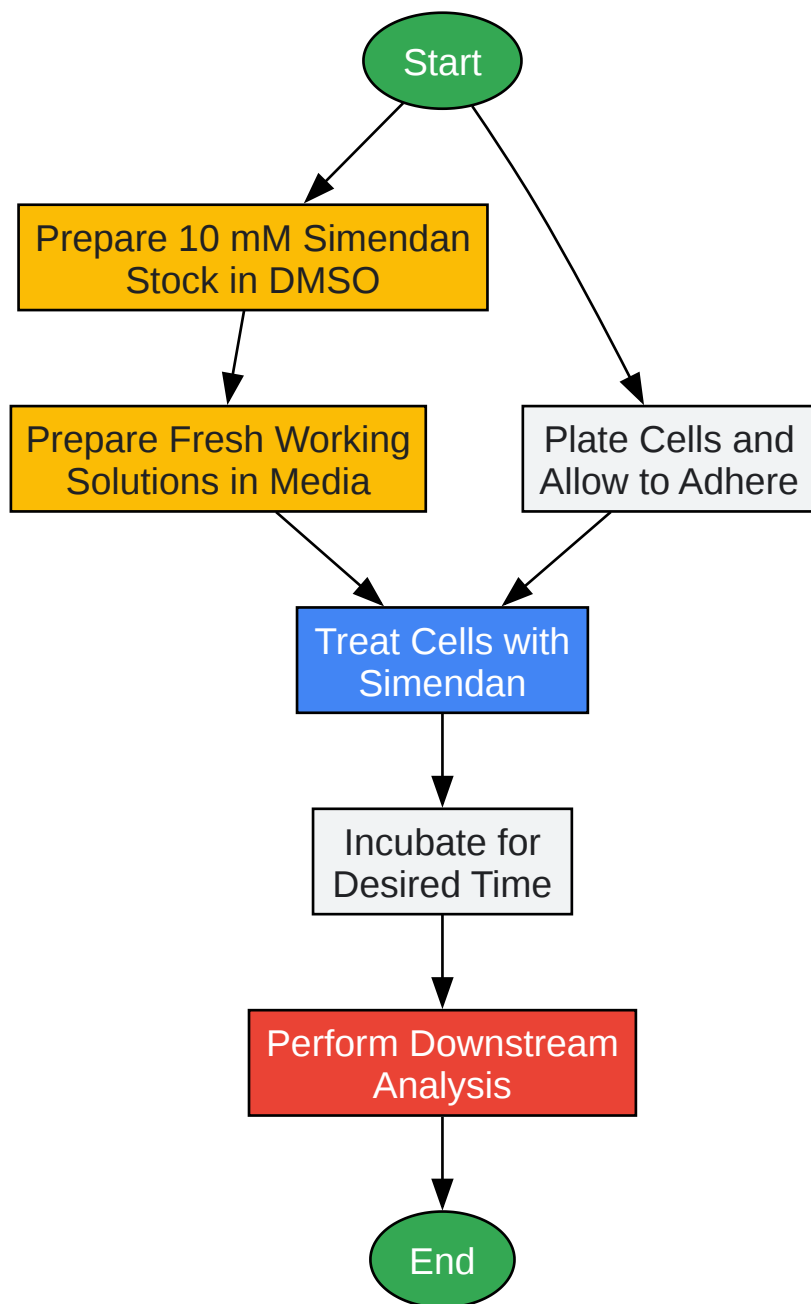 Start
Prepare 10 mM Simendan
Stock in DMSO
Prepare Fresh Working
Solutions in Media
Plate Cells and
Allow to Adhere
Treat Cells with
Simendan
Incubate for
Desired Time
Perform Downstream
Analysis
End